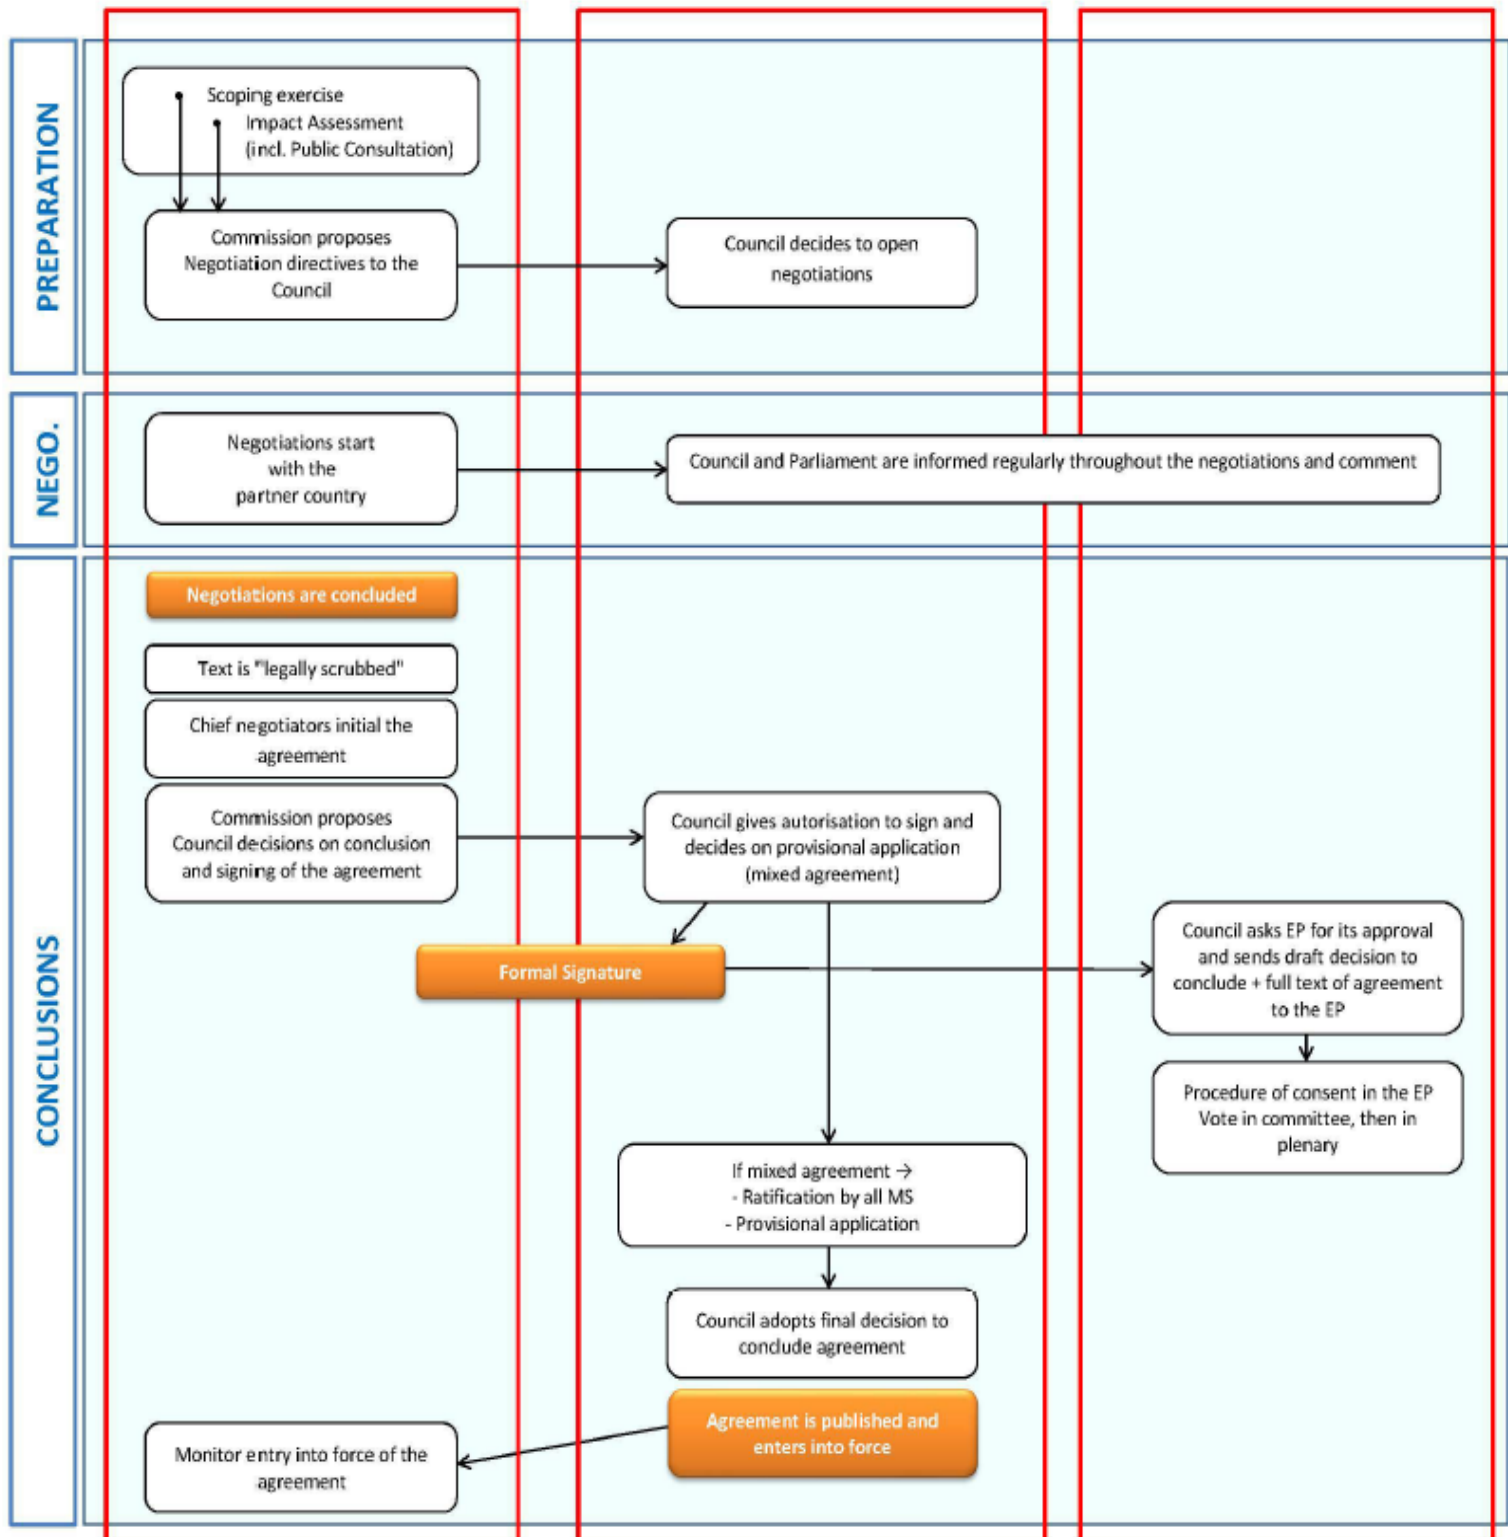 PREPARATION
Scoping exercise
Impact Assessment
(incl. Public Consultation)
Commission proposes
Negotiation directives to the
Council
Council decides to open
negotiations
NEGO.
Negotiations start
with the
partner country
Council and Parliament are informed regularly throughout the negotiations and comment
CONCLUSIONS
Negotiations are concluded
Text is "legally scrubbed"
Chief negotiators initial the
agreement
Commission proposes
Council decisions on conclusion
and signing of the agreement
Council gives autorisation to sign and
decides on provisional application
(mixed agreement)
Formal Signature
Council asks EP for its approval
and sends draft decision to
conclude + full text of agreement
to the EP
Procedure of consent in the EP
Vote in committee, then in
plenary
If mixed agreement →
- Ratification by all MS
- Provisional application
Council adopts final decision to
conclude agreement
Agreement is published and
enters into force
Monitor entry into force of the
agreement